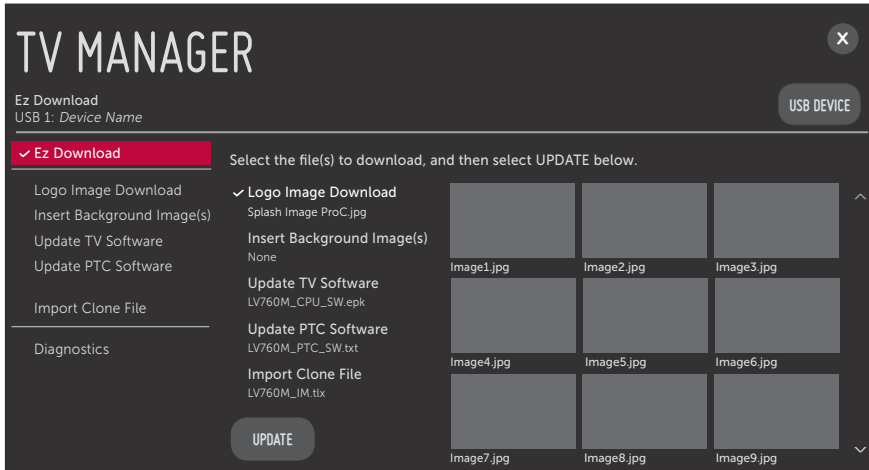 TV MANAGER
X
Ez Download
USB 1: Device Name
USB DEVICE
Ez Download
Logo Image Download
Insert Background Image(s)
Update TV Software
Update PTC Software
Import Clone File
Diagnostics
Select the file(s) to download, and then select UPDATE below.
Logo Image Download
Splash Image ProC.jpg
Insert Background Image(s)
None
Update TV Software
LV760M_CPU_SW.epk
Update PTC Software
LV760M_PTC_SW.txt
Import Clone File
LV760M_IM.tlx
UPDATE
Image1.jpg
Image2.jpg
Image3.jpg
Image4.jpg
Image5.jpg
Image6.jpg
Image7.jpg
Image8.jpg
Image9.jpg